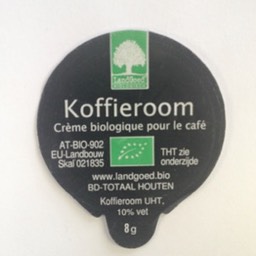 LandGoed
Koffieroom
Crème biologique pour le café
AT-BIO-902
EU-Landbouw
Skal 021835
THT zie
onderzijde
www.landgoed.bio
BD-TOTAAL HOUTEN
Koffieroom UHT,
10% vet
8g